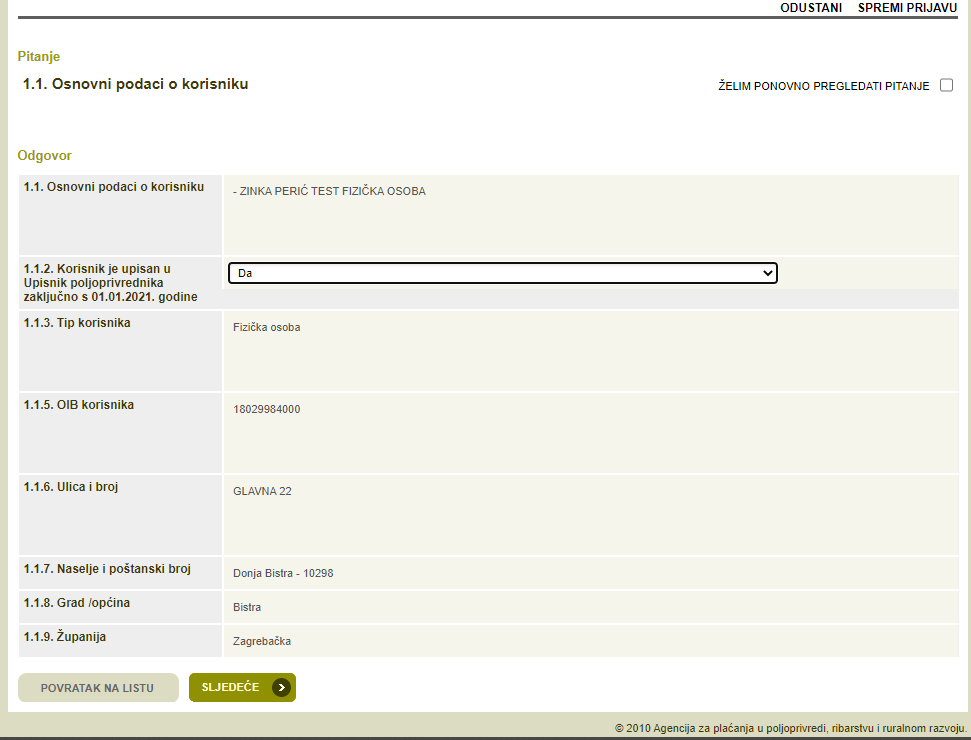 ODUSTANI SPREMI PRIJAVU
Pitanje
1.1. Osnovni podaci o korisniku
ŽELIM PONOVNO PREGLEDATI PITANJE
Odgovor
1.1. Osnovni podaci o korisniku
- ZINKA PERIĆ TEST FIZIČKA OSOBA
1.1.2. Korisnik je upisan u
Upisnik poljoprivrednika
zaključno s 01.01.2021. godine
Da
1.1.3. Tip korisnika
Fizička osoba
1.1.5. OIB korisnika
18029984000
1.1.6. Ulica i broj
GLAVNA 22
1.1.7. Naselje i poštanski broj
Donja Bistra - 10298
1.1.8. Grad /općina
Bistra
1.1.9. Županija
Zagrebačka
POVRATAK NA LISTU
SLJEDEĆE
© 2010 Agencija za plaćanja u poljoprivredi, ribarstvu i ruralnom razvoju.